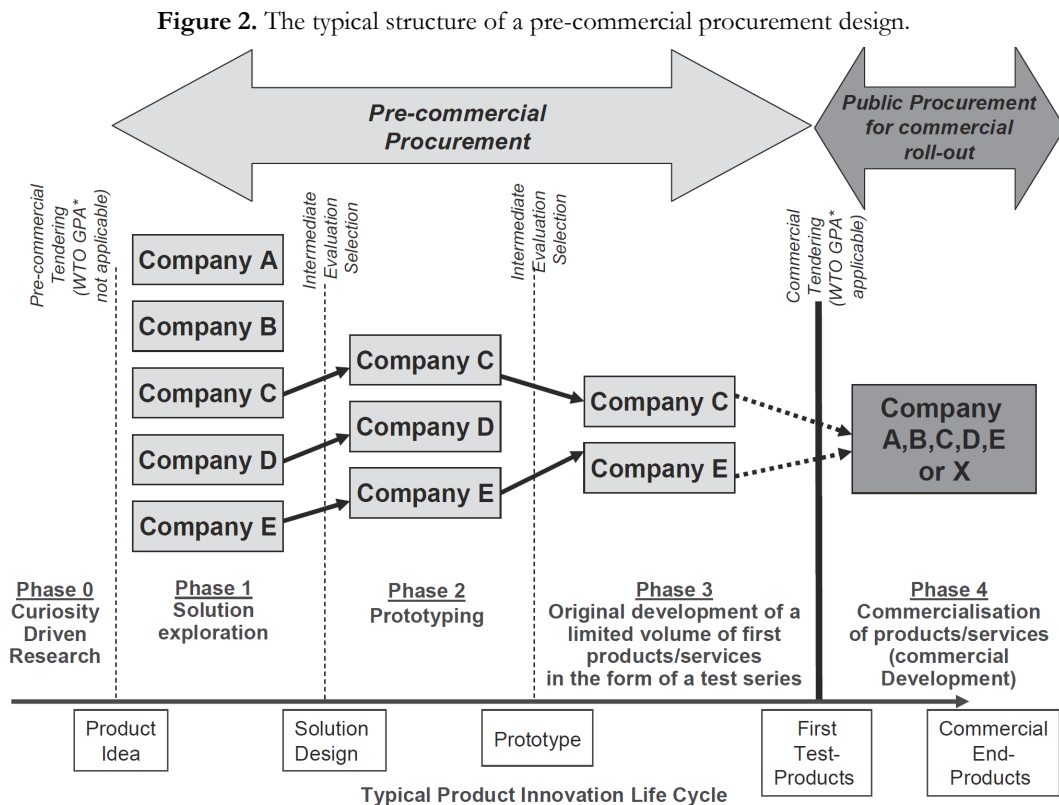 Figure 2. The typical structure of a pre-commercial procurement design.
Pre-commercial
Procurement
Public Procurement
for commercial
roll-out
Pre-commercial
Tendering
(WTO GPA*
not applicable)
Intermediate
Evaluation
Selection
Intermediate
Evaluation
Selection
Commercial
Tendering
(WTO GPA*
applicable)
Company A
Company B
Company C
Company D
Company E
Company C
Company D
Company E
Company C
Company E
Company
A,B,C,D,E
or X
Phase 0
Curiosity
Driven
Research
Phase 1
Solution
exploration
Phase 2
Prototyping
Phase 3
Original development of a
limited volume of first
products/services
in the form of a test series
Phase 4
Commercialisation
of products/services
(commercial
Development)
Product
Idea
Solution
Design
Prototype
First
Test-
Products
Commercial
End-
Products
Typical Product Innovation Life Cycle